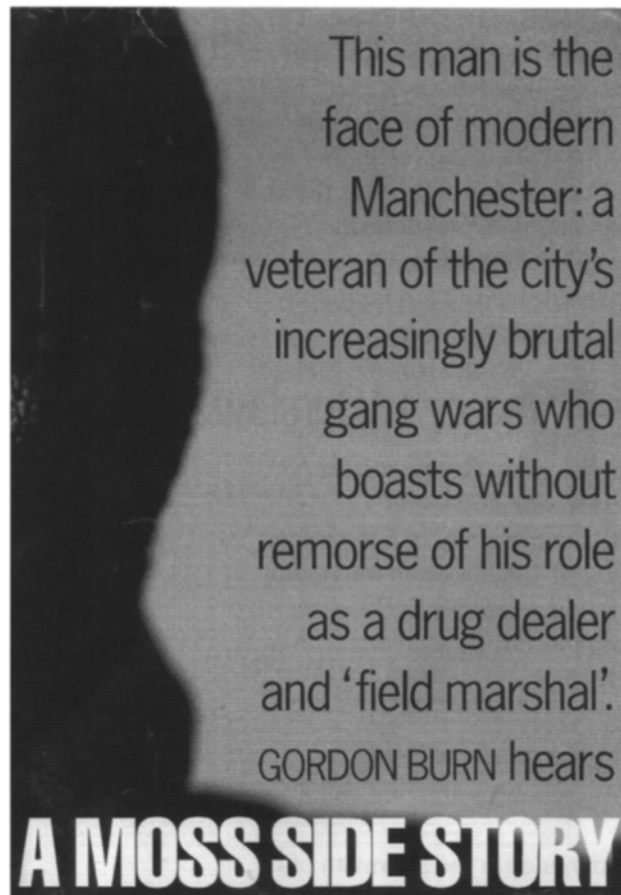 This man is the
face of modern
Manchester: a
veteran of the city’s
increasingly brutal
gang wars who
boasts without
remorse of his role
as a drug dealer
and ‘field marshal’.
GORDON BURN hears
A MOSS SIDE STORY